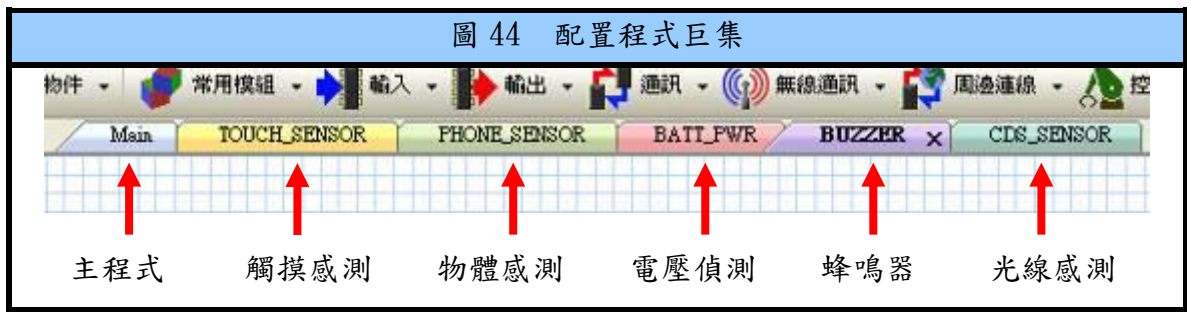 圖 44 配置程式巨集
物件 常用模組 輸入 輸出 通訊 無線通訊 周邊連線 控
Main TOUCH_SENSOR PHONE_SENSOR BATT_PWR BUZZER X CDS_SENSOR
主程式 觸摸感測 物體感測 電壓偵測 蜂鳴器 光線感測